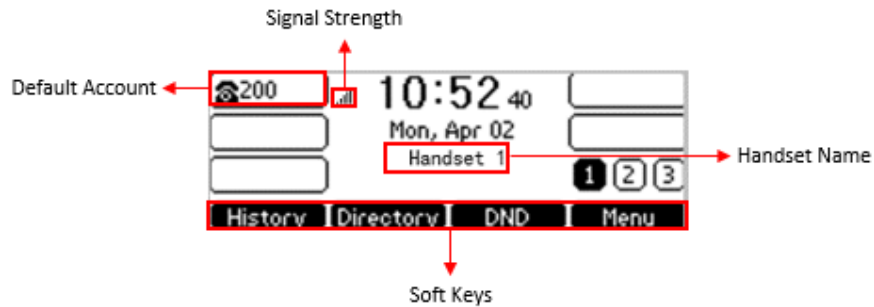 Signal Strength
Default Account
200
10:52 40
Mon, Apr 02
Handset 1
Handset Name
1 2 3
History Directory DND Menu
Soft Keys